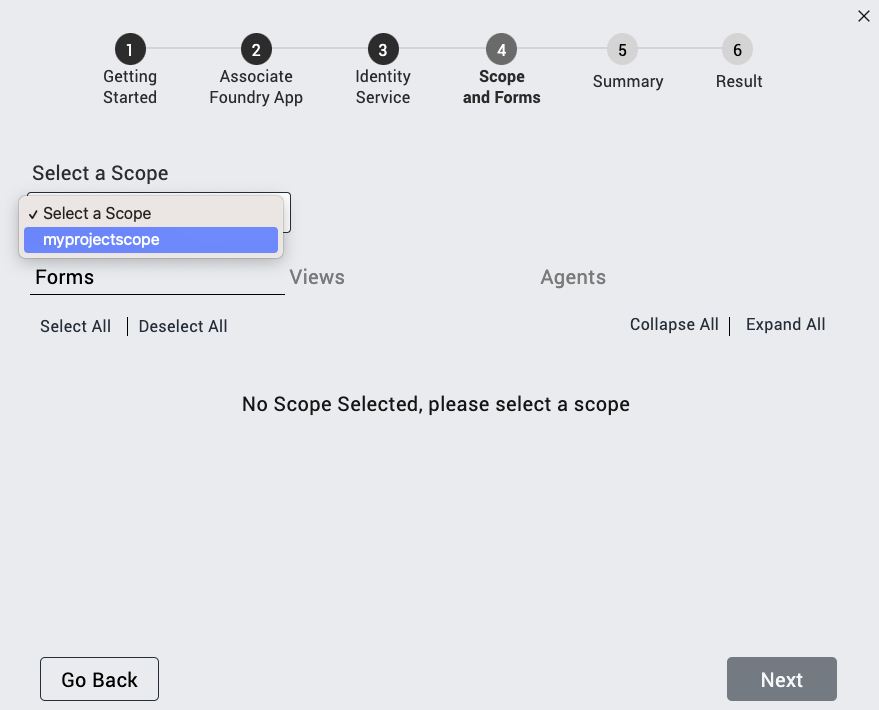 1 2 3 4 5 6
Getting Associate Identity Scope Summary Result
Started Foundry App Service and Forms
Select a Scope
✓ Select a Scope
myprojectscope
Forms Views Agents
Select All | Deselect All Collapse All | Expand All
No Scope Selected, please select a scope
Go Back Next